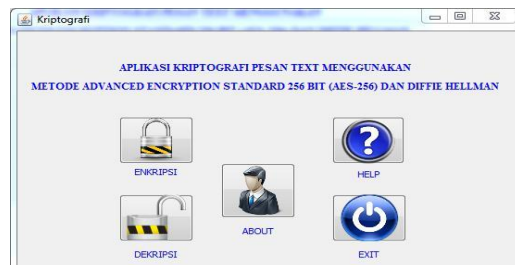 Kriptografi
APLIKASI KRIPTOGRAFI PESAN TEXT MENGGUNAKAN
METODE ADVANCED ENCRYPTION STANDARD 256 BIT (AES-256) DAN DIFFIE HELLMAN
ENKRIPSI
HELP
ABOUT
DEKRIPSI
EXIT